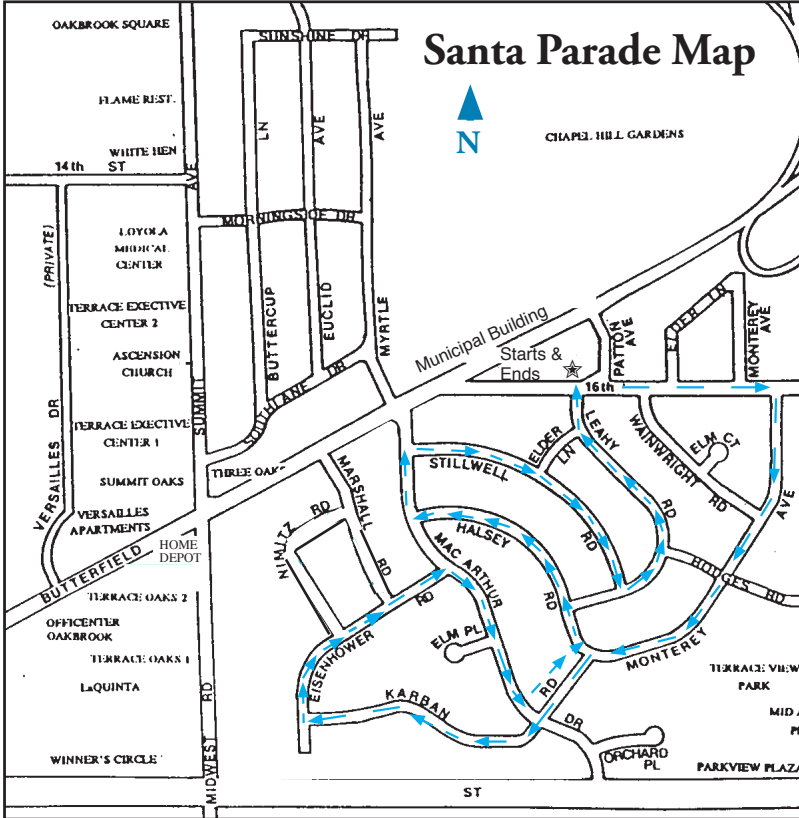 Santa Parade Map
N
OAKBROOK SQUARE
SUNSHINE DR
FLAME REST.
LN
AVE
AVE
CHAPEL HILL GARDENS
WHITE HEN
14th ST
AVE
(PRIVATE)
MORNINGSIDE DR
LOYOLA
MEDICAL
CENTER
TERRACE EXECTIVE
CENTER 2
BUTTERCUP
EUCLID
MYRTLE
Municipal Building
Starts &
Ends
PATTON
AVE
ELDER LN
MONTEREY
AVE
ASCENSION
CHURCH
SUMMIT
SOUTHLANE DR
16th
VERSAILLES DR
TERRACE EXECTIVE
CENTER 1
ELDER
LN
LEAHY
RD
WAINWRIGHT
RD
ELM CT
AVE
SUMMIT OAKS
THREE OAKS
MARSHALL
RD
STILLWELL
RD
VERSAILLES
APARTMENTS
NIMITZ RD
HALSEY
RD
HOME
DEPOT
BUTTERFIELD
MAC ARTHUR
HODGES RD
TERRACE OAKS 2
OFFICENTER
OAKBROOK
EISENHOWER
RD
ELM PL
TERRACE OAKS 1
MONTEREY
TERRACE VIEW
PARK
LaQUINTA
RD
KARBAN
RD
DR
MID A
ORCHARD
PL
WINNER'S CIRCLE
PARKVIEW PLAZA
MIDWEST
ST